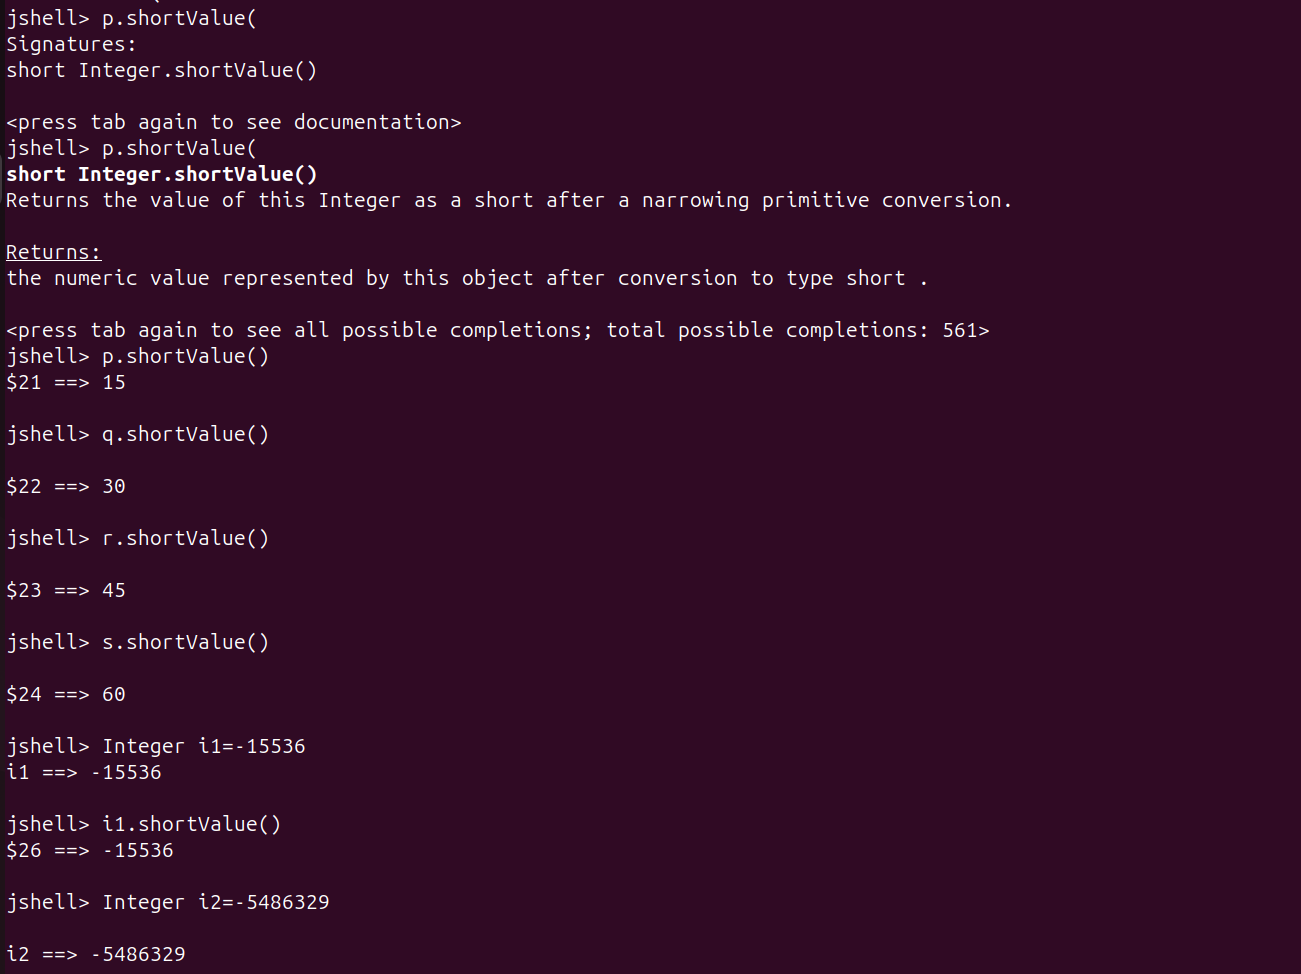 jshell> p.shortValue(
Signatures:
short Integer.shortValue()
<press tab again to see documentation>
jshell> p.shortValue(
short Integer.shortValue()
Returns the value of this Integer as a short after a narrowing primitive conversion.
Returns:
the numeric value represented by this object after conversion to type short .
<press tab again to see all possible completions; total possible completions: 561>
jshell> p.shortValue()
$21 ==> 15
jshell> q.shortValue()
$22 ==> 30
jshell> r.shortValue()
$23 ==> 45
jshell> s.shortValue()
$24 ==> 60
jshell> Integer i1=-15536
i1 ==> -15536
jshell> i1.shortValue()
$26 ==> -15536
jshell> Integer i2=-5486329
i2 ==> -5486329